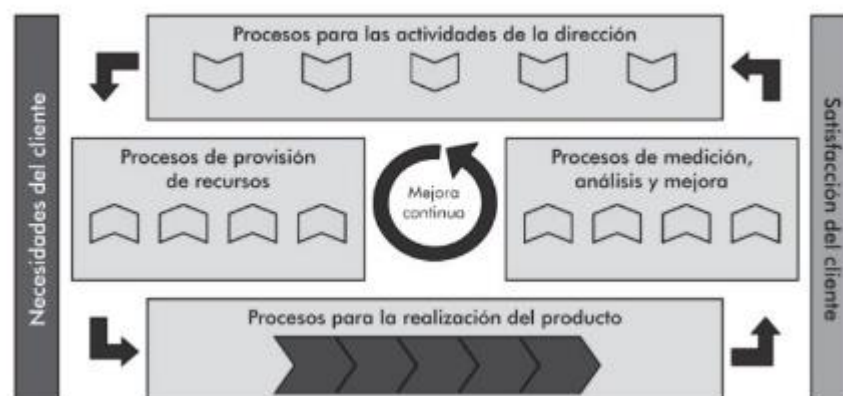 Procesos para las actividades de la dirección
Necesidades del cliente
Procesos de provisión
de recursos
Mejora
continua
Procesos de medición,
análisis y mejora
Satisfacción del cliente
Procesos para la realización del producto